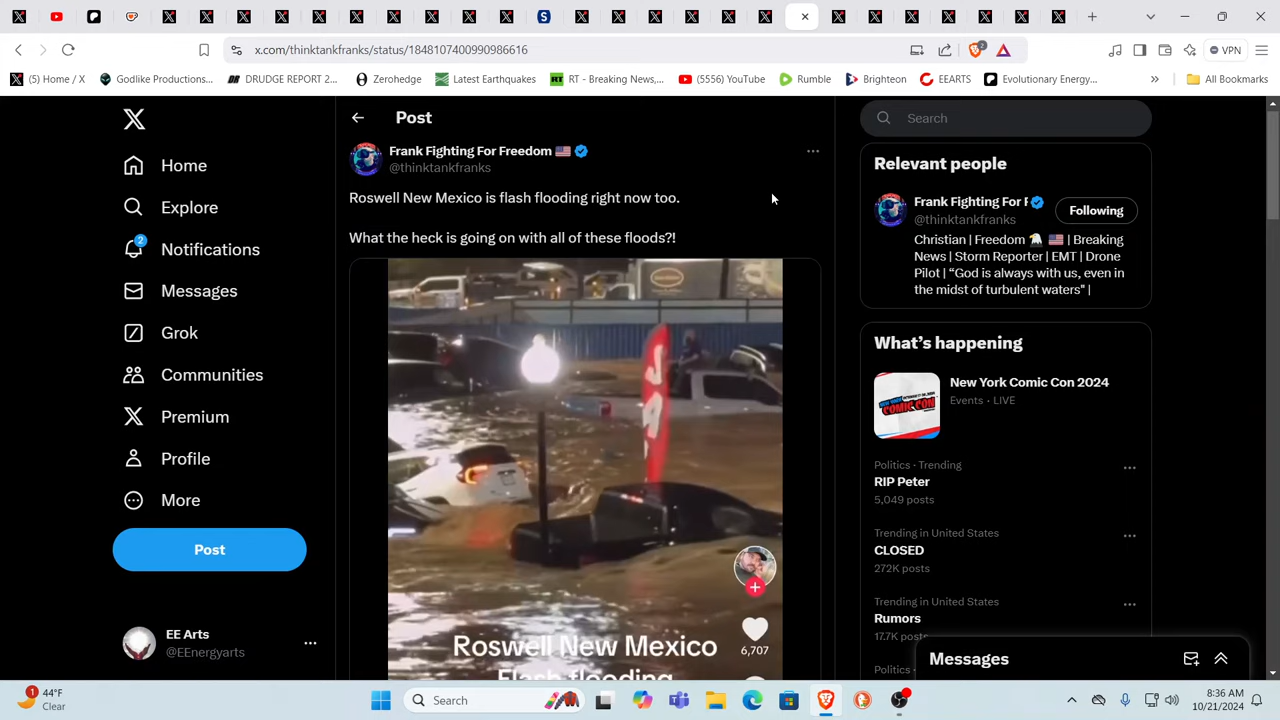 x.com/thinktankfranks/status/1848107400990986616
VPN
(5) Home / X
Godlike Productions...
DRUDGE REPORT 2...
Zerohedge
Latest Earthquakes
RT - Breaking News,...
(555) YouTube
Rumble
Brighteon
EEARTS
Evolutionary Energy...
All Bookmarks
Home
Explore
2
Notifications
Messages
Grok
Communities
Premium
Profile
More
Post
EE Arts
@EEnergyarts
Post
Frank Fighting For Freedom
@thinktankfranks
Roswell New Mexico is flash flooding right now too.
What the heck is going on with all of these floods?!
6,707
Roswell New Mexico
Flash flooding
Search
Relevant people
Frank Fighting For F
@thinktankfranks
Following
Christian | Freedom | Breaking
News | Storm Reporter | EMT | Drone
Pilot | “God is always with us, even in
the midst of turbulent waters" |
What’s happening
New York Comic Con 2024
Events · LIVE
Politics · Trending
RIP Peter
5,049 posts
Trending in United States
CLOSED
272K posts
Trending in United States
Rumors
17.7K posts
Messages
1
44°F
Clear
Search
8:36 AM
10/21/2024